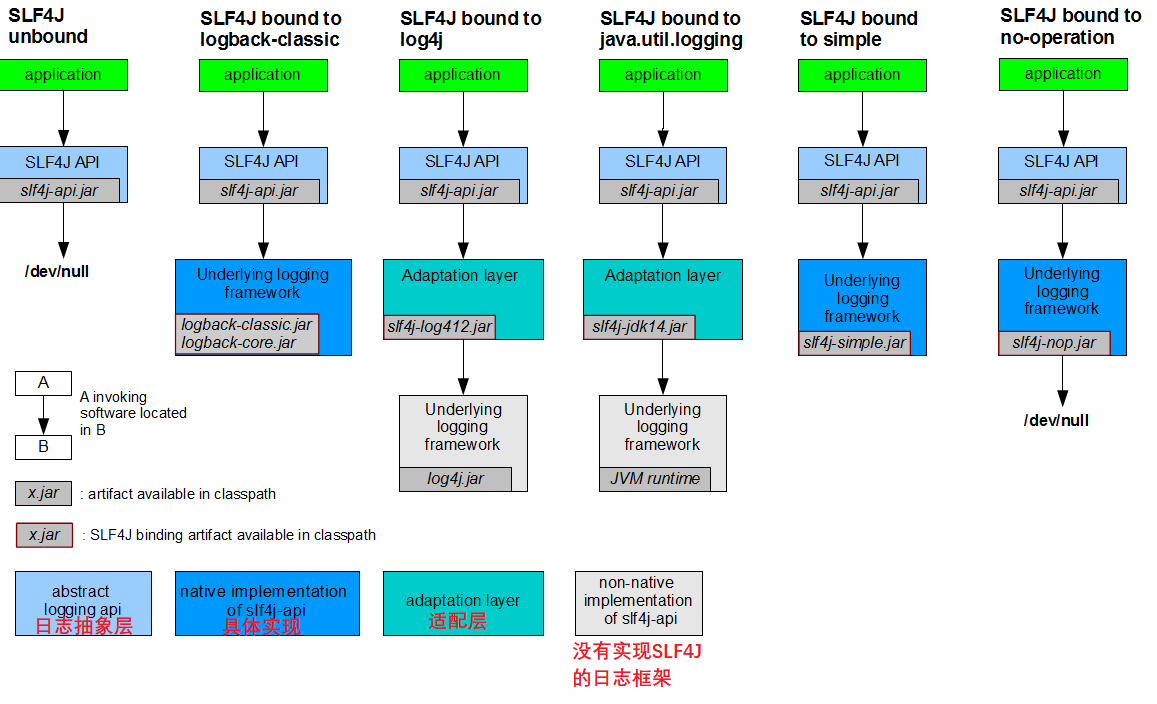 SLF4J
unbound
application
SLF4J API
slf4j-api.jar
/dev/null
SLF4J bound to
logback-classic
application
SLF4J API
slf4j-api.jar
Underlying logging
framework
logback-classic.jar
logback-core.jar
SLF4J bound to
log4j
application
SLF4J API
slf4j-api.jar
Adaptation layer
slf4j-log412.jar
Underlying
logging
framework
log4j.jar
SLF4J bound to
java.util.logging
application
SLF4J API
slf4j-api.jar
Adaptation layer
slf4j-jdk14.jar
Underlying
logging
framework
JVM runtime
SLF4J bound
to simple
application
SLF4J API
slf4j-api.jar
Underlying
logging
framework
slf4j-simple.jar
SLF4J bound to
no-operation
application
SLF4J API
slf4j-api.jar
Underlying
logging
framework
slf4j-nop.jar
/dev/null
A
B
A invoking
software located
in B
x.jar : artifact available in classpath
x.jar : SLF4J binding artifact available in classpath
abstract
logging api
日志抽象层
native implementation
of slf4j-api
具体实现
adaptation layer
适配层
non-native
implementation
of slf4j-api
没有实现SLF4J
的日志框架